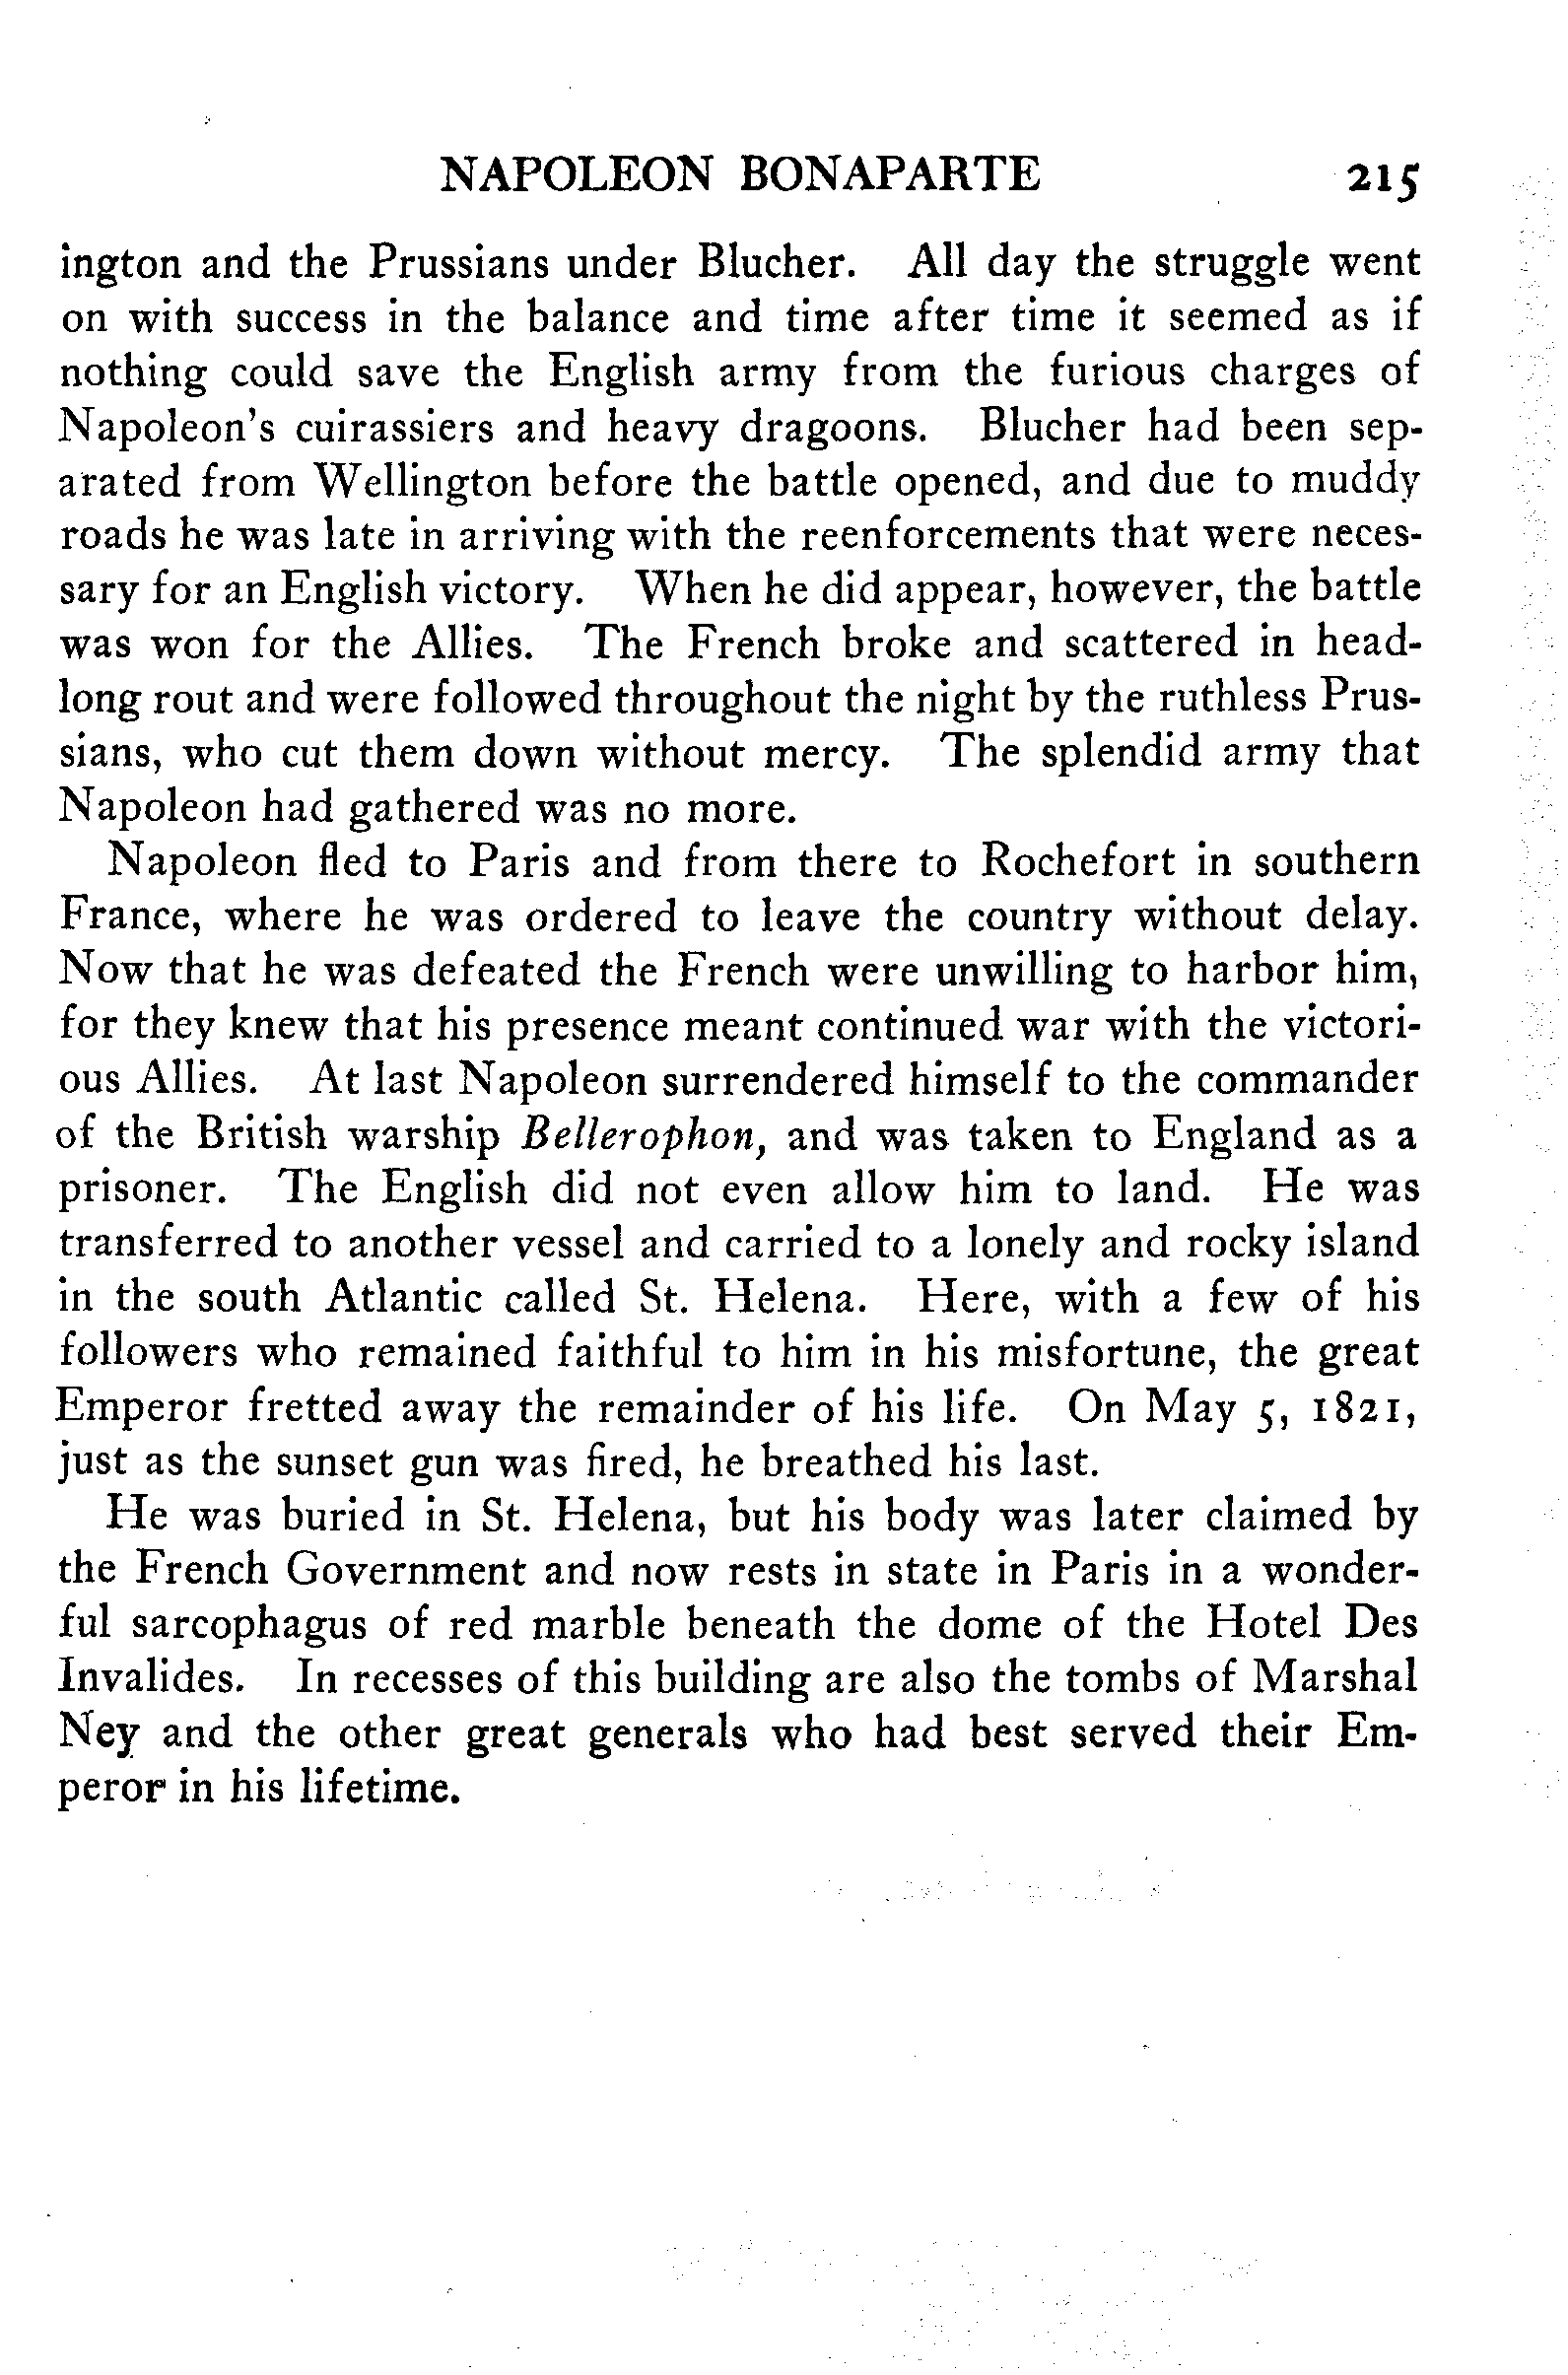 NAPOLEON BONAPARTE 215
ington and the Prussians under Blucher. All day the struggle went
on with success in the balance and time after time it seemed as if
nothing could save the English army from the furious charges of
Napoleon's cuirassiers and heavy dragoons. Blucher had been sep-
arated from Wellington before the battle opened, and due to muddy
roads he was late in arriving with the reenforcements that were neces-
sary for an English victory. When he did appear, however, the battle
was won for the Allies. The French broke and scattered in head-
long rout and were followed throughout the night by the ruthless Prus-
sians, who cut them down without mercy. The splendid army that
Napoleon had gathered was no more.
Napoleon fled to Paris and from there to Rochefort in southern
France, where he was ordered to leave the country without delay.
Now that he was defeated the French were unwilling to harbor him,
for they knew that his presence meant continued war with the victori-
ous Allies. At last Napoleon surrendered himself to the commander
of the British warship Bellerophon, and was taken to England as a
prisoner. The English did not even allow him to land. He was
transferred to another vessel and carried to a lonely and rocky island
in the south Atlantic called St. Helena. Here, with a few of his
followers who remained faithful to him in his misfortune, the great
Emperor fretted away the remainder of his life. On May 5, 1821,
just as the sunset gun was fired, he breathed his last.
He was buried in St. Helena, but his body was later claimed by
the French Government and now rests in state in Paris in a wonder-
ful sarcophagus of red marble beneath the dome of the Hotel Des
Invalides. In recesses of this building are also the tombs of Marshal
Ney and the other great generals who had best served their Em-
peror in his lifetime.